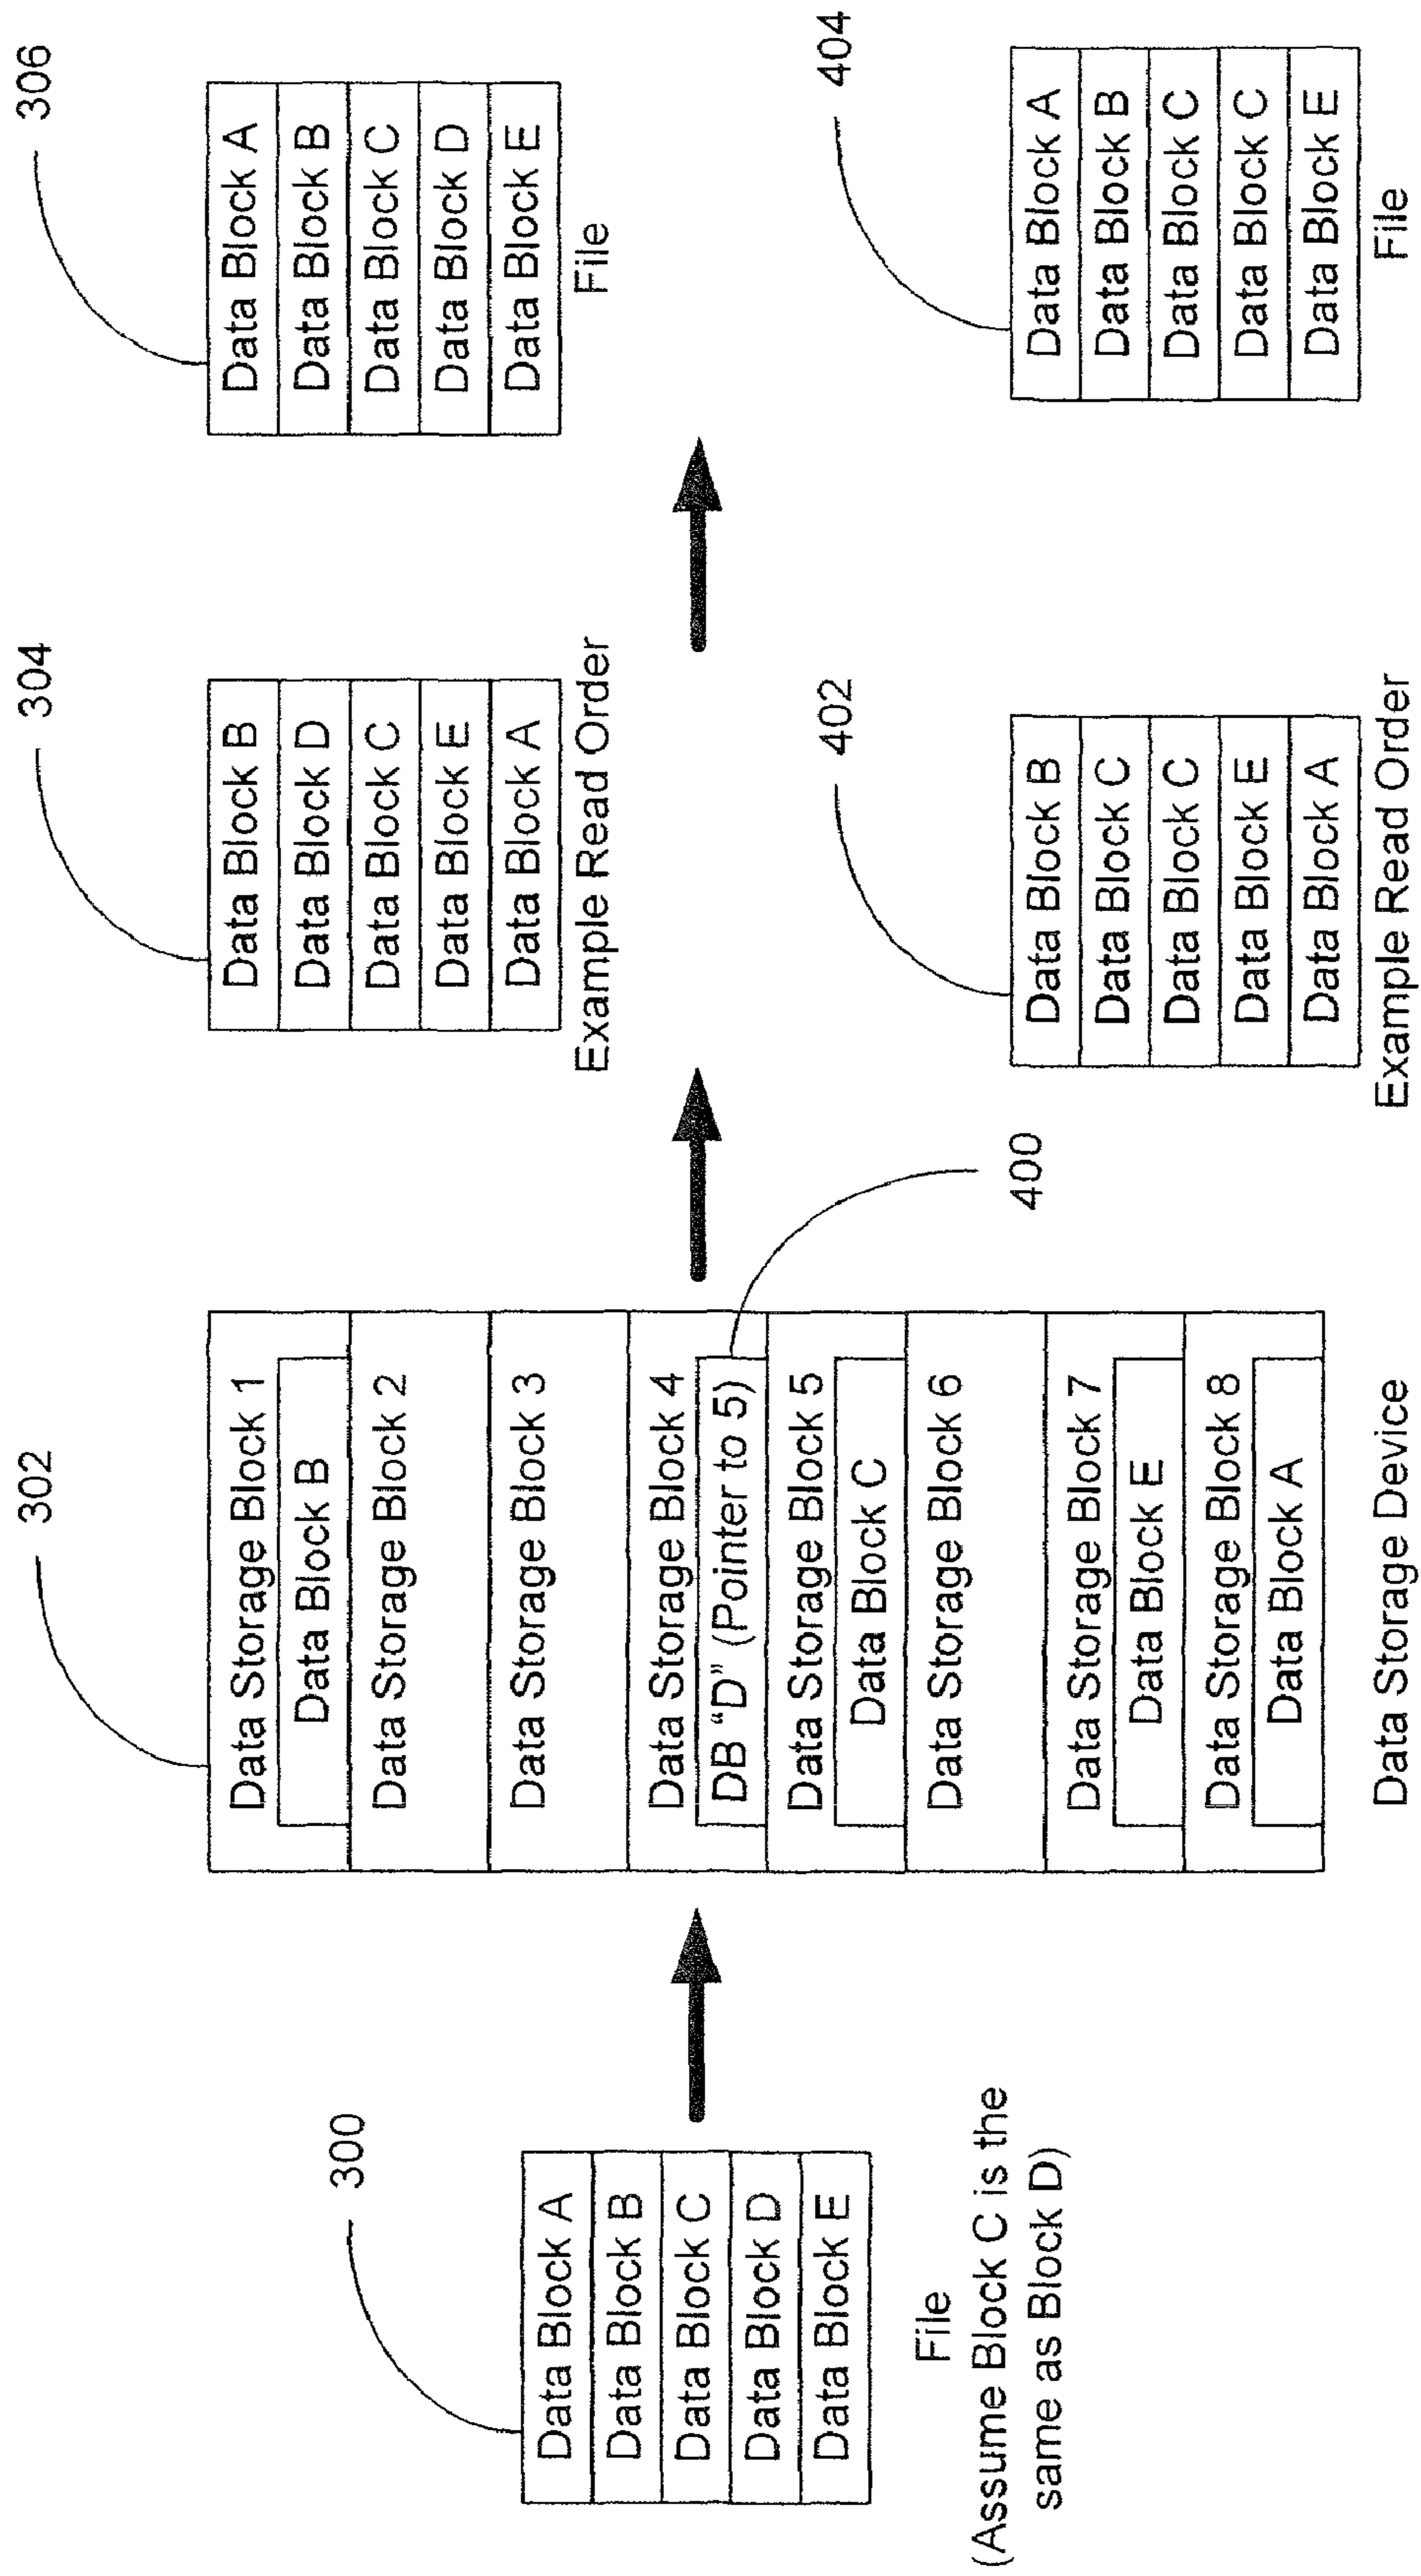 300
Data Block A
Data Block B
Data Block C
Data Block D
Data Block E
File
(Assume Block C is the
same as Block D)
302
Data Storage Block 1
Data Block B
Data Storage Block 2
Data Storage Block 3
Data Storage Block 4
DB “D” (Pointer to 5)
Data Storage Block 5
Data Block C
Data Storage Block 6
Data Storage Block 7
Data Block E
Data Storage Block 8
Data Block A
Data Storage Device
400
304
Data Block B
Data Block D
Data Block C
Data Block E
Data Block A
Example Read Order
402
Data Block B
Data Block C
Data Block C
Data Block E
Data Block A
Example Read Order
306
Data Block A
Data Block B
Data Block C
Data Block D
Data Block E
File
404
Data Block A
Data Block B
Data Block C
Data Block C
Data Block E
File